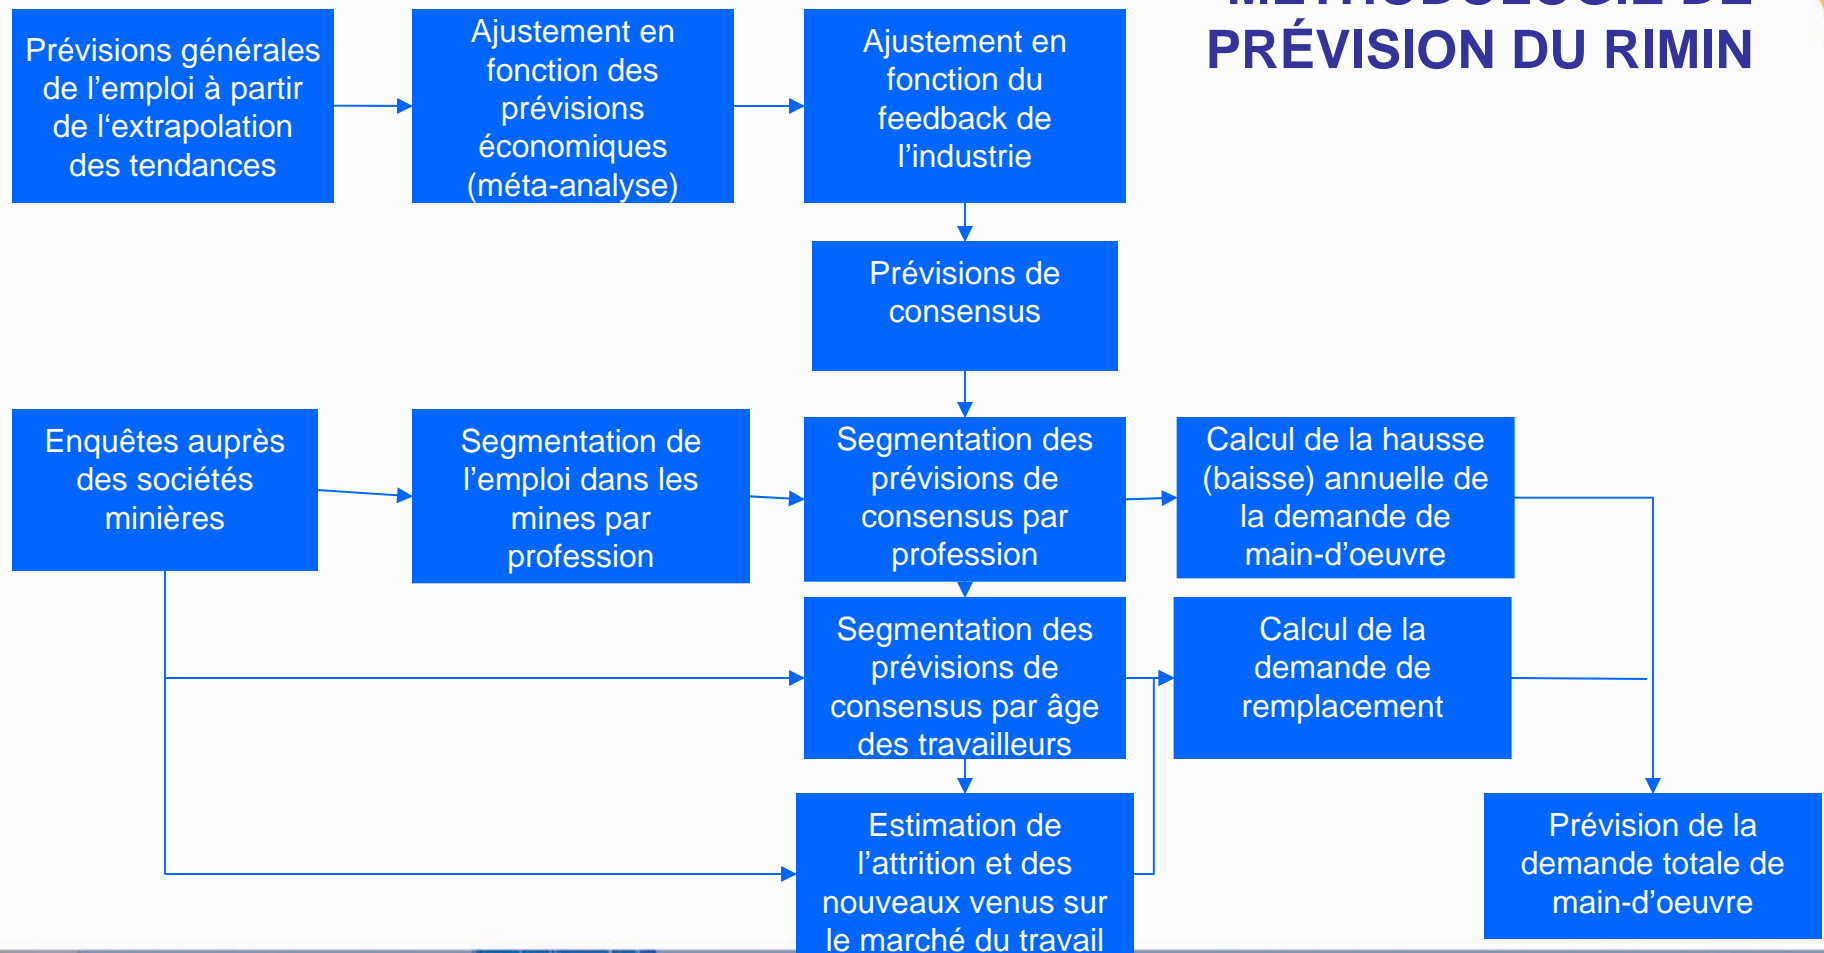 MÉTHODOLOGIE DE
PRÉVISION DU RIMIN
Prévisions générales
de l’emploi à partir
de l‘extrapolation
des tendances
Ajustement en
fonction des
prévisions
économiques
(méta-analyse)
Ajustement en
fonction du
feedback de
l’industrie
Prévisions de
consensus
Enquêtes auprès
des sociétés
minières
Segmentation de
l’emploi dans les
mines par
profession
Segmentation des
prévisions de
consensus par
profession
Calcul de la hausse
(baisse) annuelle de
la demande de
main-d’oeuvre
Segmentation des
prévisions de
consensus par âge
des travailleurs
Calcul de la
demande de
remplacement
Estimation de
l’attrition et des
nouveaux venus sur
le marché du travail
Prévision de la
demande totale de
main-d’oeuvre